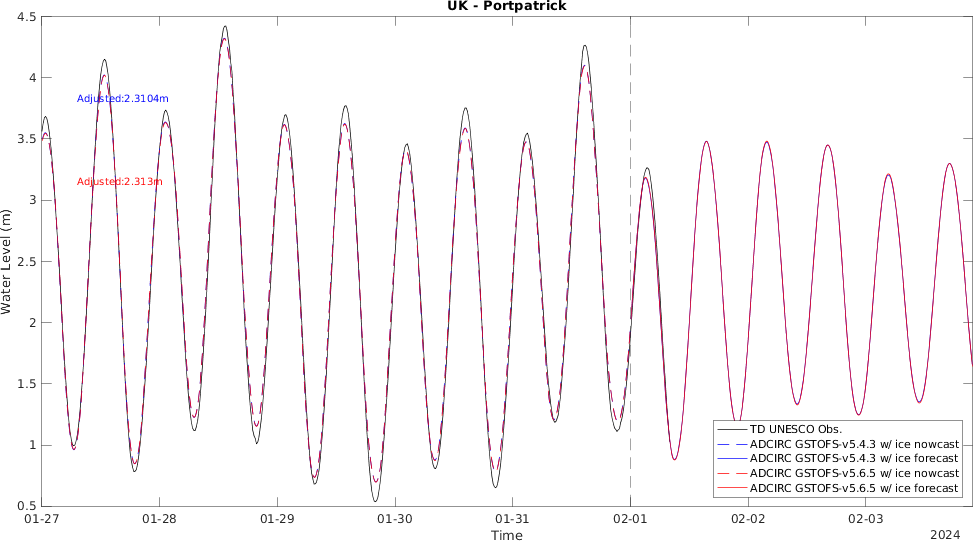 UK - Portpatrick
4.5
4
3.5
3
2.5
2
1.5
1
0.5
Water Level (m)
Adjusted:2.3104m
Adjusted:2.313m
TD UNESCO Obs.
ADCIRC GSTOFS-v5.4.3 w/ ice nowcast
ADCIRC GSTOFS-v5.4.3 w/ ice forecast
ADCIRC GSTOFS-v5.6.5 w/ ice nowcast
ADCIRC GSTOFS-v5.6.5 w/ ice forecast
01-27 01-28 01-29 01-30 01-31 02-01 02-02 02-03
Time
2024